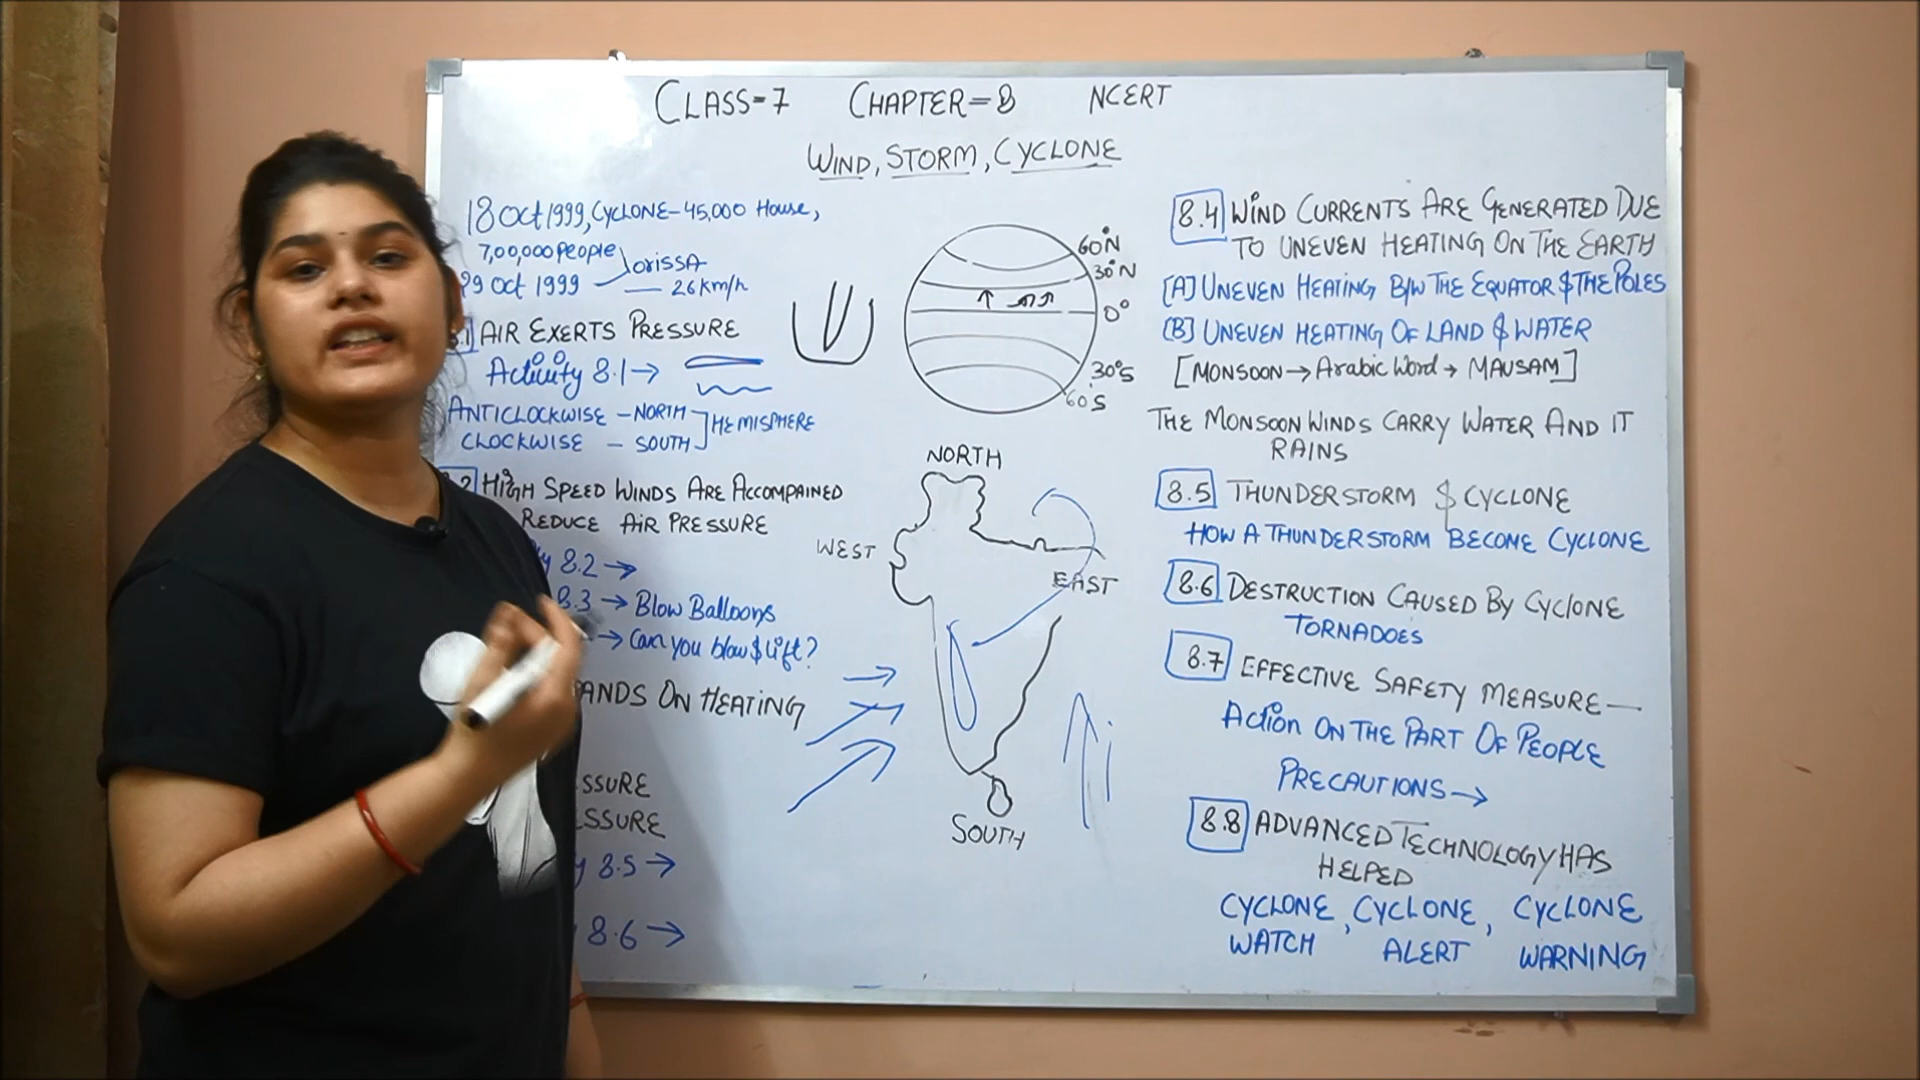 CLASS-7 CHAPTER-8 NCERT
WIND, STORM, CYCLONE
18 Oct 1999, CYCLONE-45,000 House,
7,00,000 people
29 Oct 1999
ORISSA
26 km/h
AIR EXERTS PRESSURE
Activity 8.1→
ANTICLOCKWISE - NORTH
CLOCKWISE - SOUTH
HEMISPHERE
HIGH SPEED WINDS ARE ACCOMPAINED
REDUCE AIR PRESSURE
8.2→
8.3→ Blow Balloons
→ Can you blow & lift?
ON HEATING
8.5→
8.6→
60°N
30°N
0°
30°S
60°S
NORTH
WEST
EAST
SOUTH
8.4 WIND CURRENTS ARE GENERATED DUE
TO UNEVEN HEATING ON THE EARTH
[A] UNEVEN HEATING B/W THE EQUATOR & THE POLES
[B] UNEVEN HEATING OF LAND & WATER
[MONSOON→ Arabic Word→ MAUSAM]
THE MONSOON WINDS CARRY WATER AND IT
RAINS
8.5 THUNDERSTORM & CYCLONE
HOW A THUNDERSTORM BECOME CYCLONE
8.6 DESTRUCTION CAUSED BY CYCLONE
TORNADOES
8.7 EFFECTIVE SAFETY MEASURE—
Action ON THE PART OF PEOPLE
PRECAUTIONS→
8.8 ADVANCED TECHNOLOGY HAS
HELPED
CYCLONE WATCH, CYCLONE ALERT, CYCLONE WARNING